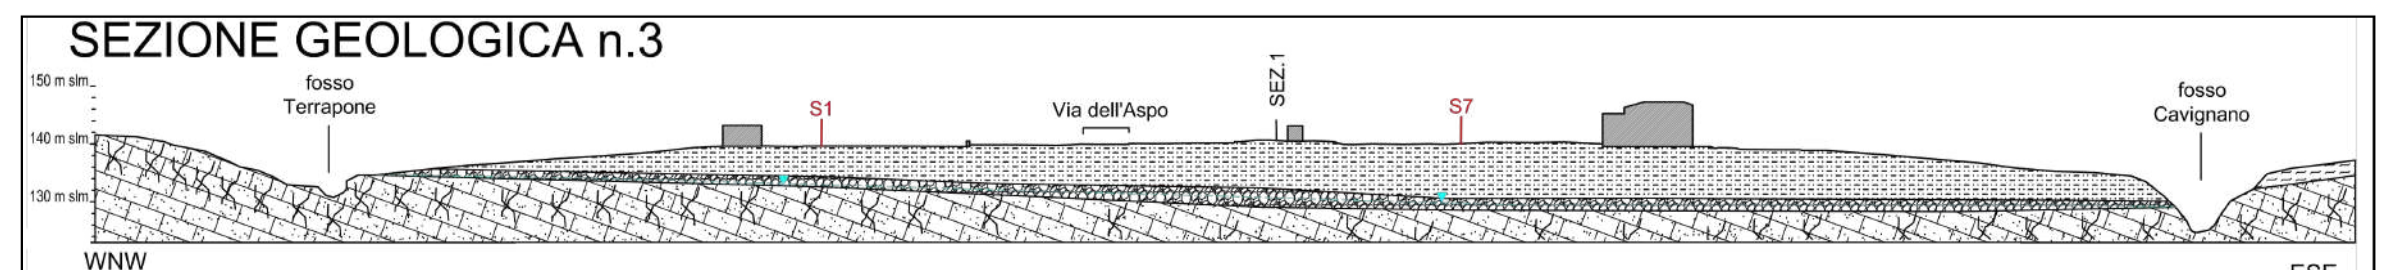 SEZIONE GEOLOGICA n.3
150 m slm
fosso
Terrapone
S1
Via dell'Aspo
SEZ.1
S7
fosso
Cavignano
140 m slm
130 m slm
WNW